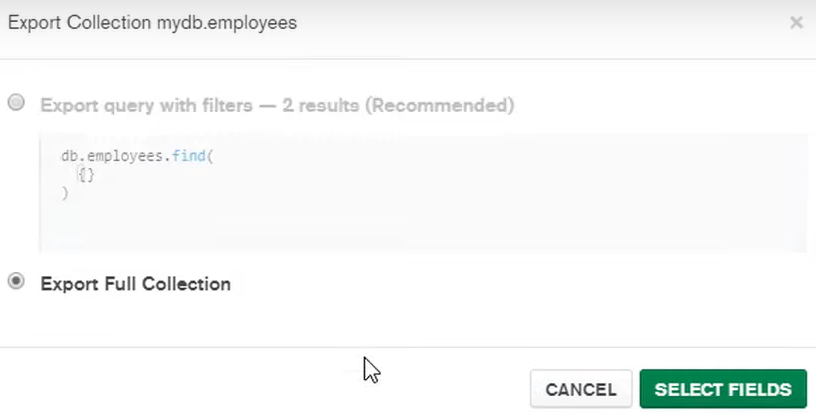 Export Collection mydb.employees
Export query with filters — 2 results (Recommended)
db.employees.find(
{}
)
Export Full Collection
CANCEL SELECT FIELDS